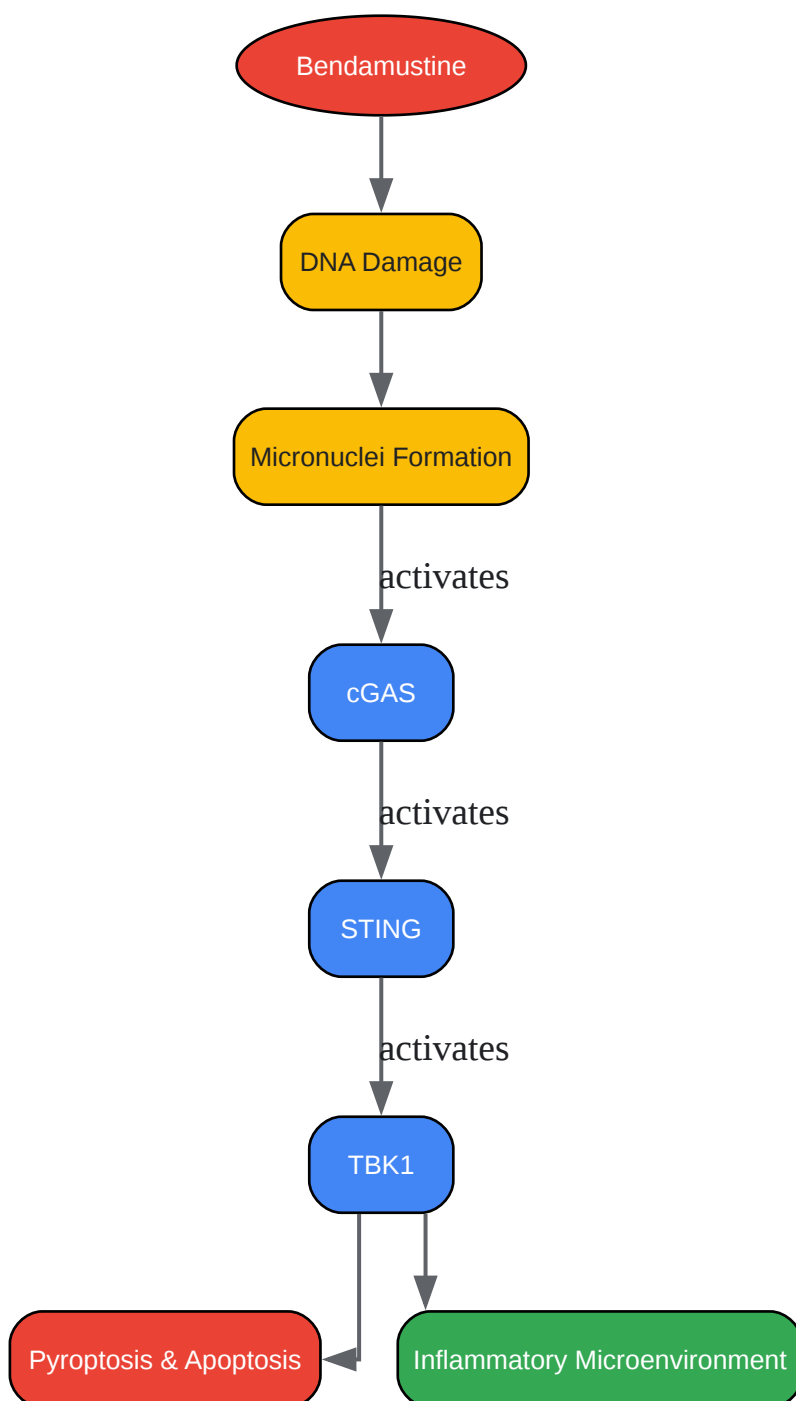 Bendamustine
DNA Damage
Micronuclei Formation
activates
cGAS
activates
STING
activates
TBK1
Pyroptosis & Apoptosis
Inflammatory Microenvironment